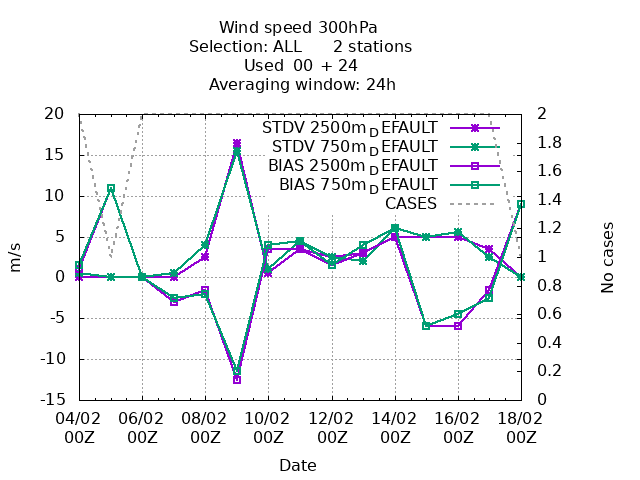 Wind speed 300hPa
Selection: ALL 2 stations
Used 00 + 24
Averaging window: 24h
20 2
STDV 2500m_DEFAULT
1.8
STDV 750m_DEFAULT
15
1.6
BIAS 2500m_DEFAULT
BIAS 750m_DEFAULT
10 1.4
CASES
5 1.2
m/s
0 1
No cases
0.8
-5 0.6
0.4
-10
0.2
-15 0
04/02 06/02 08/02 10/02 12/02 14/02 16/02 18/02
00Z 00Z 00Z 00Z 00Z 00Z 00Z 00Z
Date